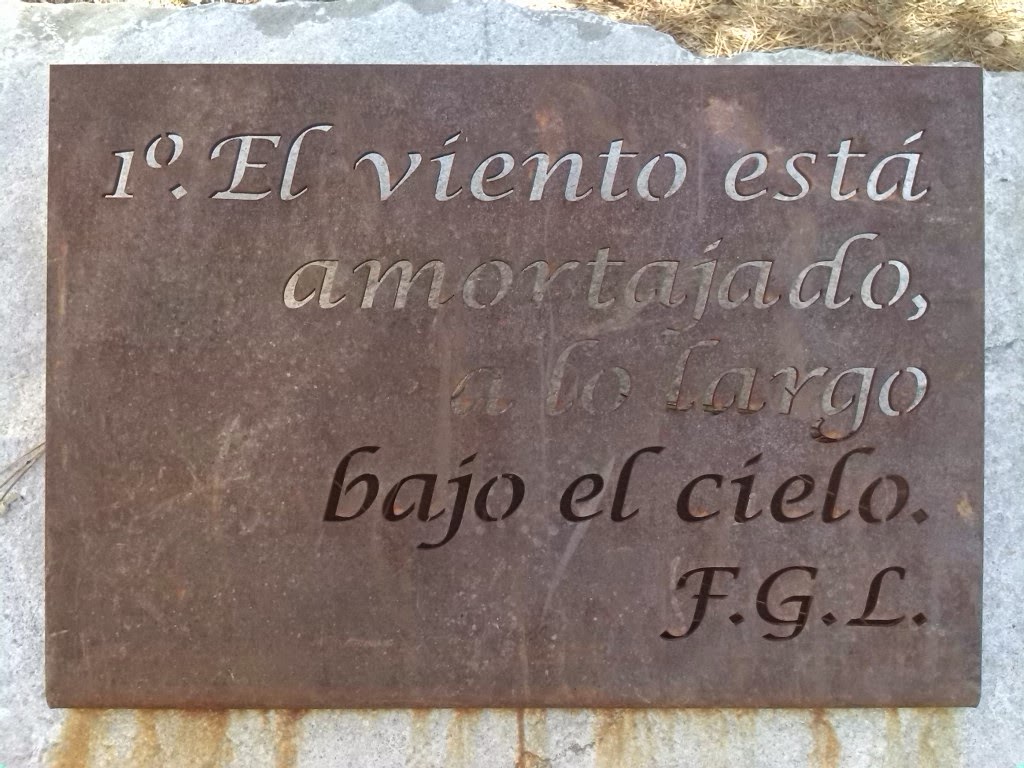 1º. El viento está
amortajado,
a lo largo
bajo el cielo.
F.G.L.